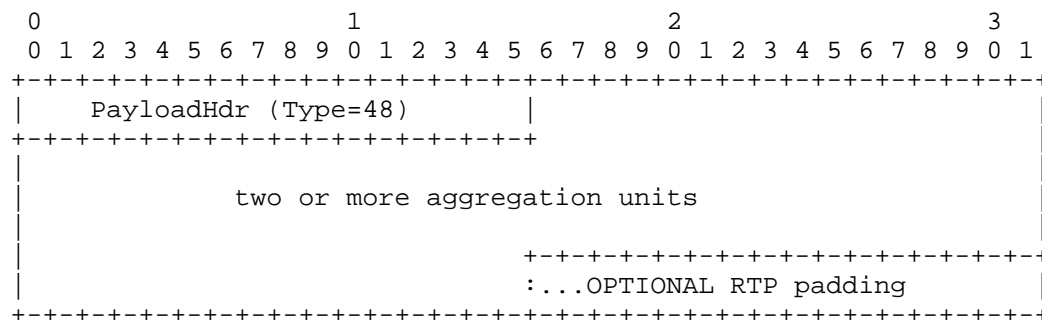 0                   1                   2                   3
 0 1 2 3 4 5 6 7 8 9 0 1 2 3 4 5 6 7 8 9 0 1 2 3 4 5 6 7 8 9 0 1
+-+-+-+-+-+-+-+-+-+-+-+-+-+-+-+-+-+-+-+-+-+-+-+-+-+-+-+-+-+-+-+-+
|    PayloadHdr (Type=48)       |                               |
+-+-+-+-+-+-+-+-+-+-+-+-+-+-+-+-+                               |
|                                                               |
|             two or more aggregation units                     |
|                                                               |
|                               +-+-+-+-+-+-+-+-+-+-+-+-+-+-+-+-+
|                               :...OPTIONAL RTP padding        |
+-+-+-+-+-+-+-+-+-+-+-+-+-+-+-+-+-+-+-+-+-+-+-+-+-+-+-+-+-+-+-+-+